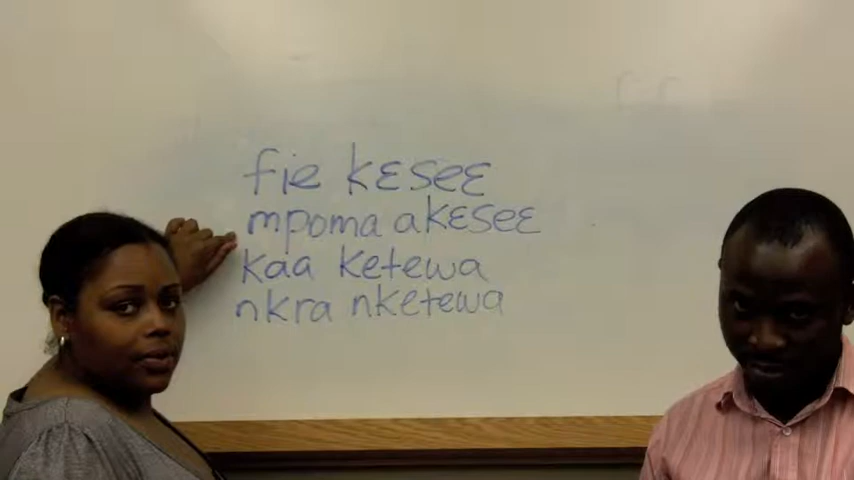 fie kɛseɛ
mpoma akɛseɛ
kaa ketewa
nkra nketewa